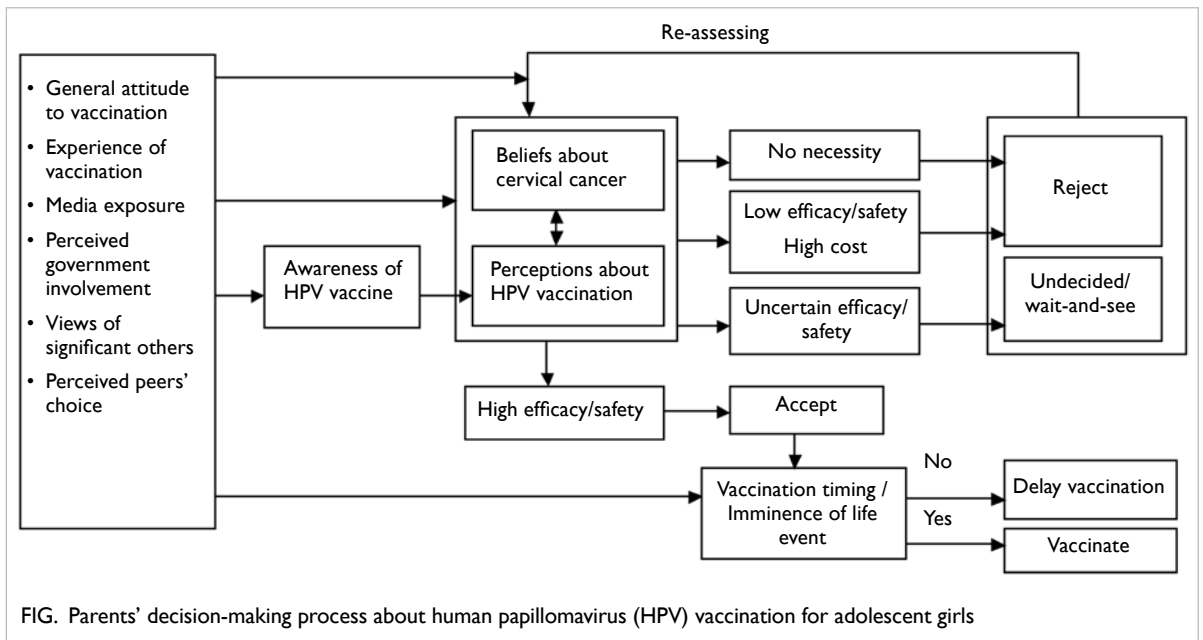 Re-assessing
• General attitude
to vaccination
• Experience of
vaccination
• Media exposure
• Perceived
government
involvement
• Views of
significant others
• Perceived peers’
choice
Awareness of
HPV vaccine
Beliefs about
cervical cancer
Perceptions about
HPV vaccination
No necessity
Low efficacy/safety
High cost
Uncertain efficacy/
safety
Reject
Undecided/
wait-and-see
High efficacy/safety
Accept
Vaccination timing /
Imminence of life
event
No
Yes
Delay vaccination
Vaccinate
FIG. Parents’ decision-making process about human papillomavirus (HPV) vaccination for adolescent girls